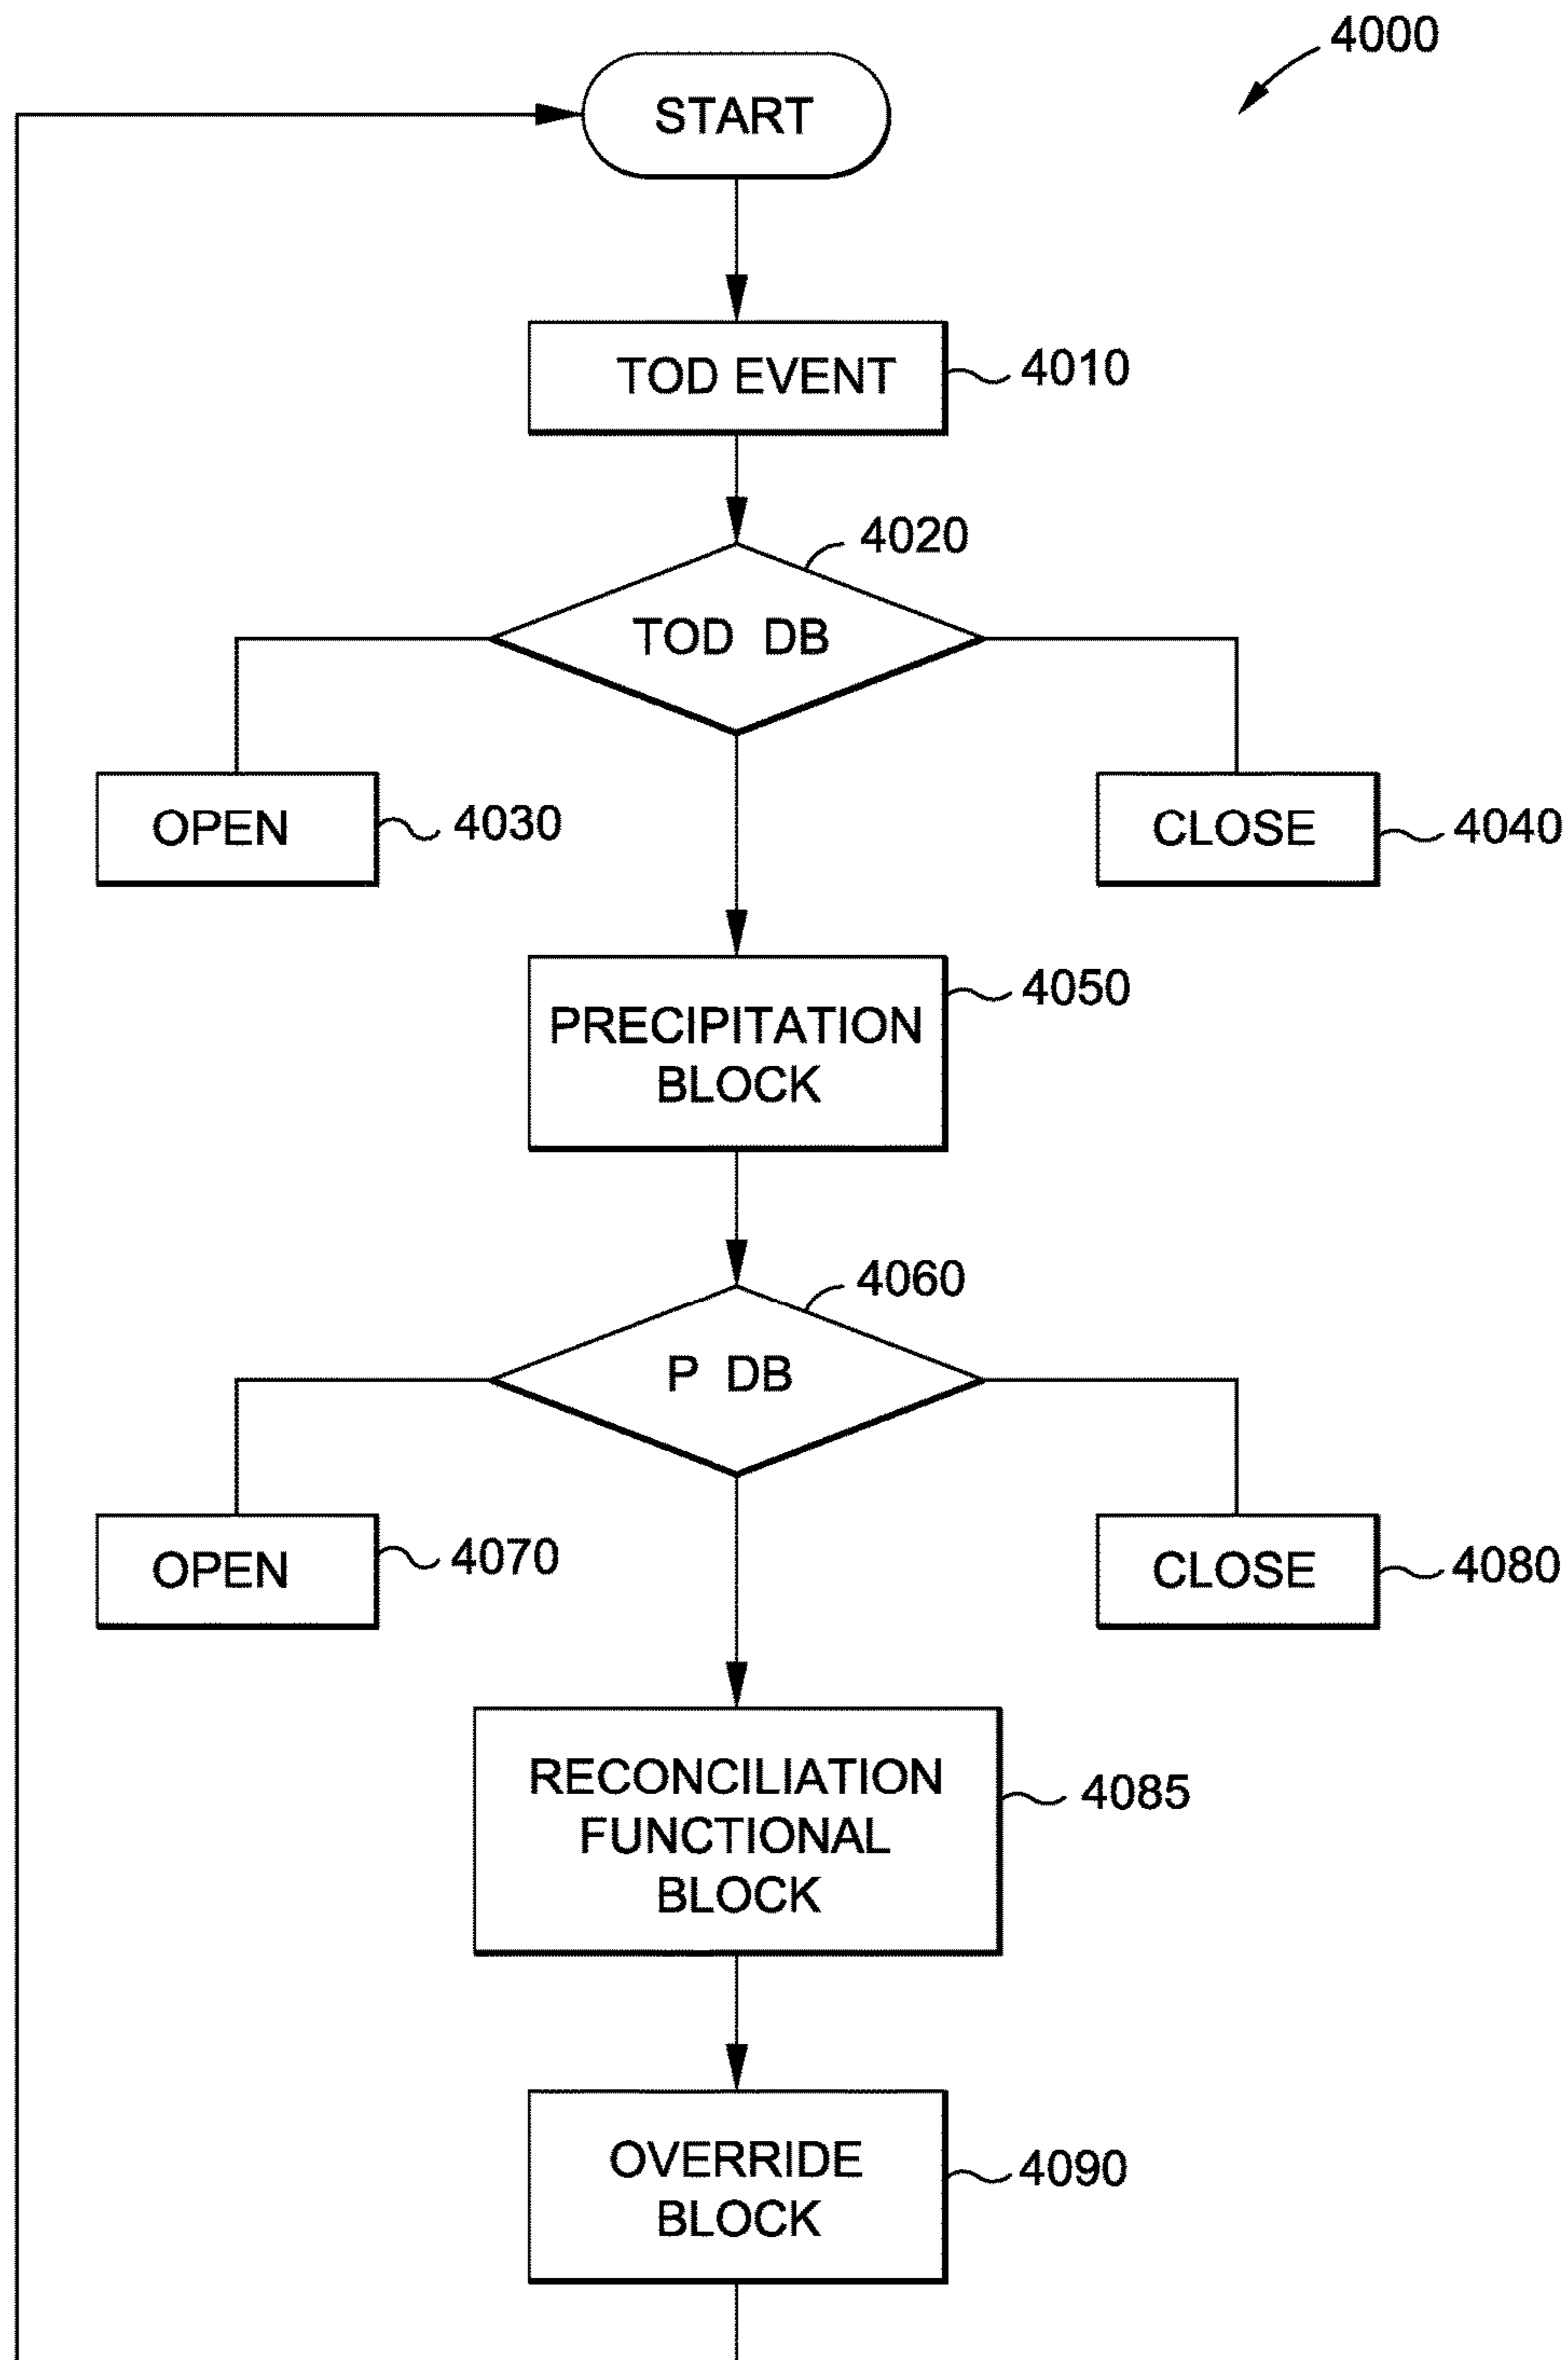 4000
START
TOD EVENT
4010
4020
TOD DB
OPEN
4030
CLOSE
4040
4050
PRECIPITATION
BLOCK
4060
P DB
OPEN
4070
CLOSE
4080
RECONCILIATION
FUNCTIONAL
BLOCK
4085
OVERRIDE
BLOCK
4090